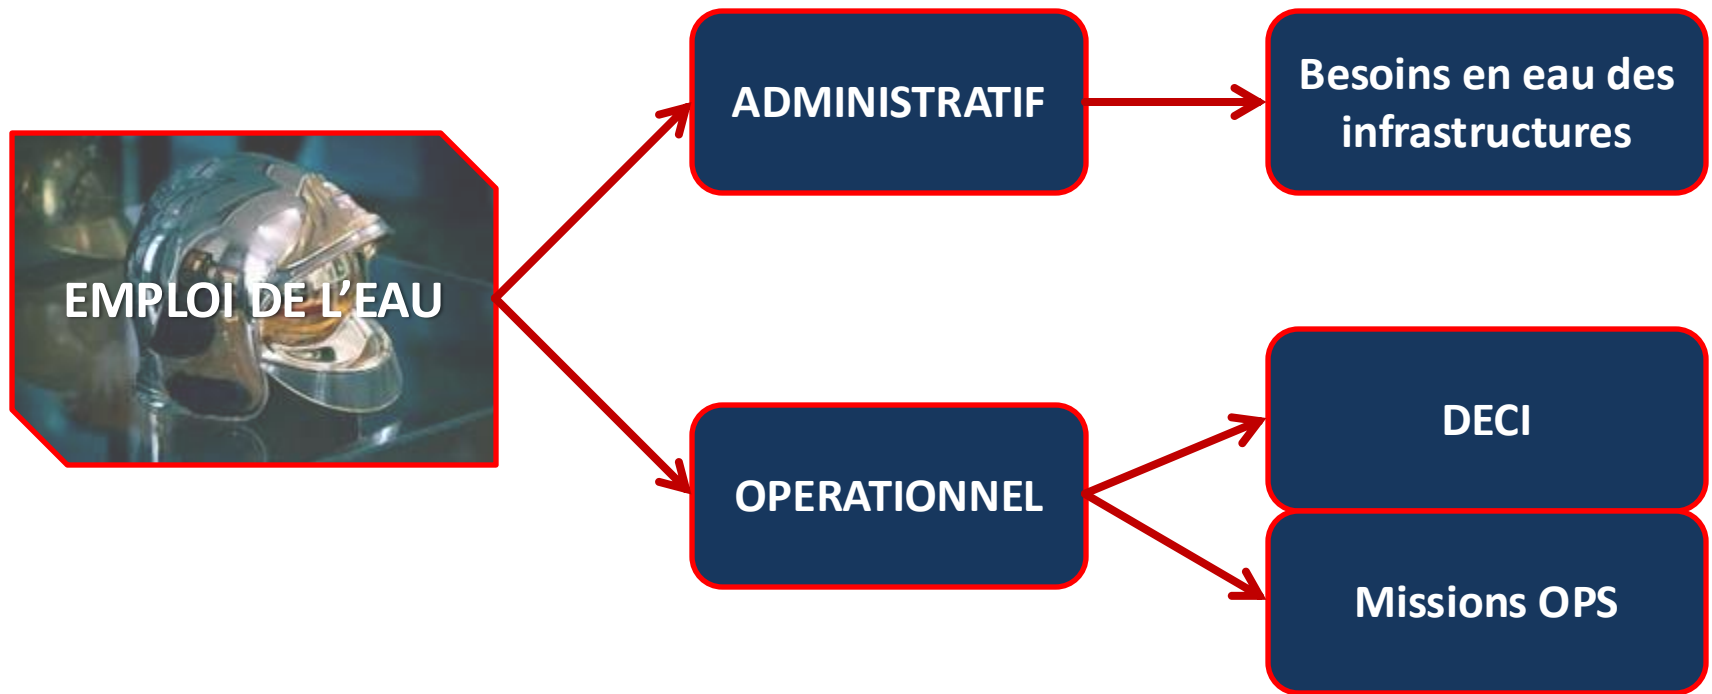 EMPLOI DE L’EAU
ADMINISTRATIF
Besoins en eau des
infrastructures
OPERATIONNEL
DECI
Missions OPS